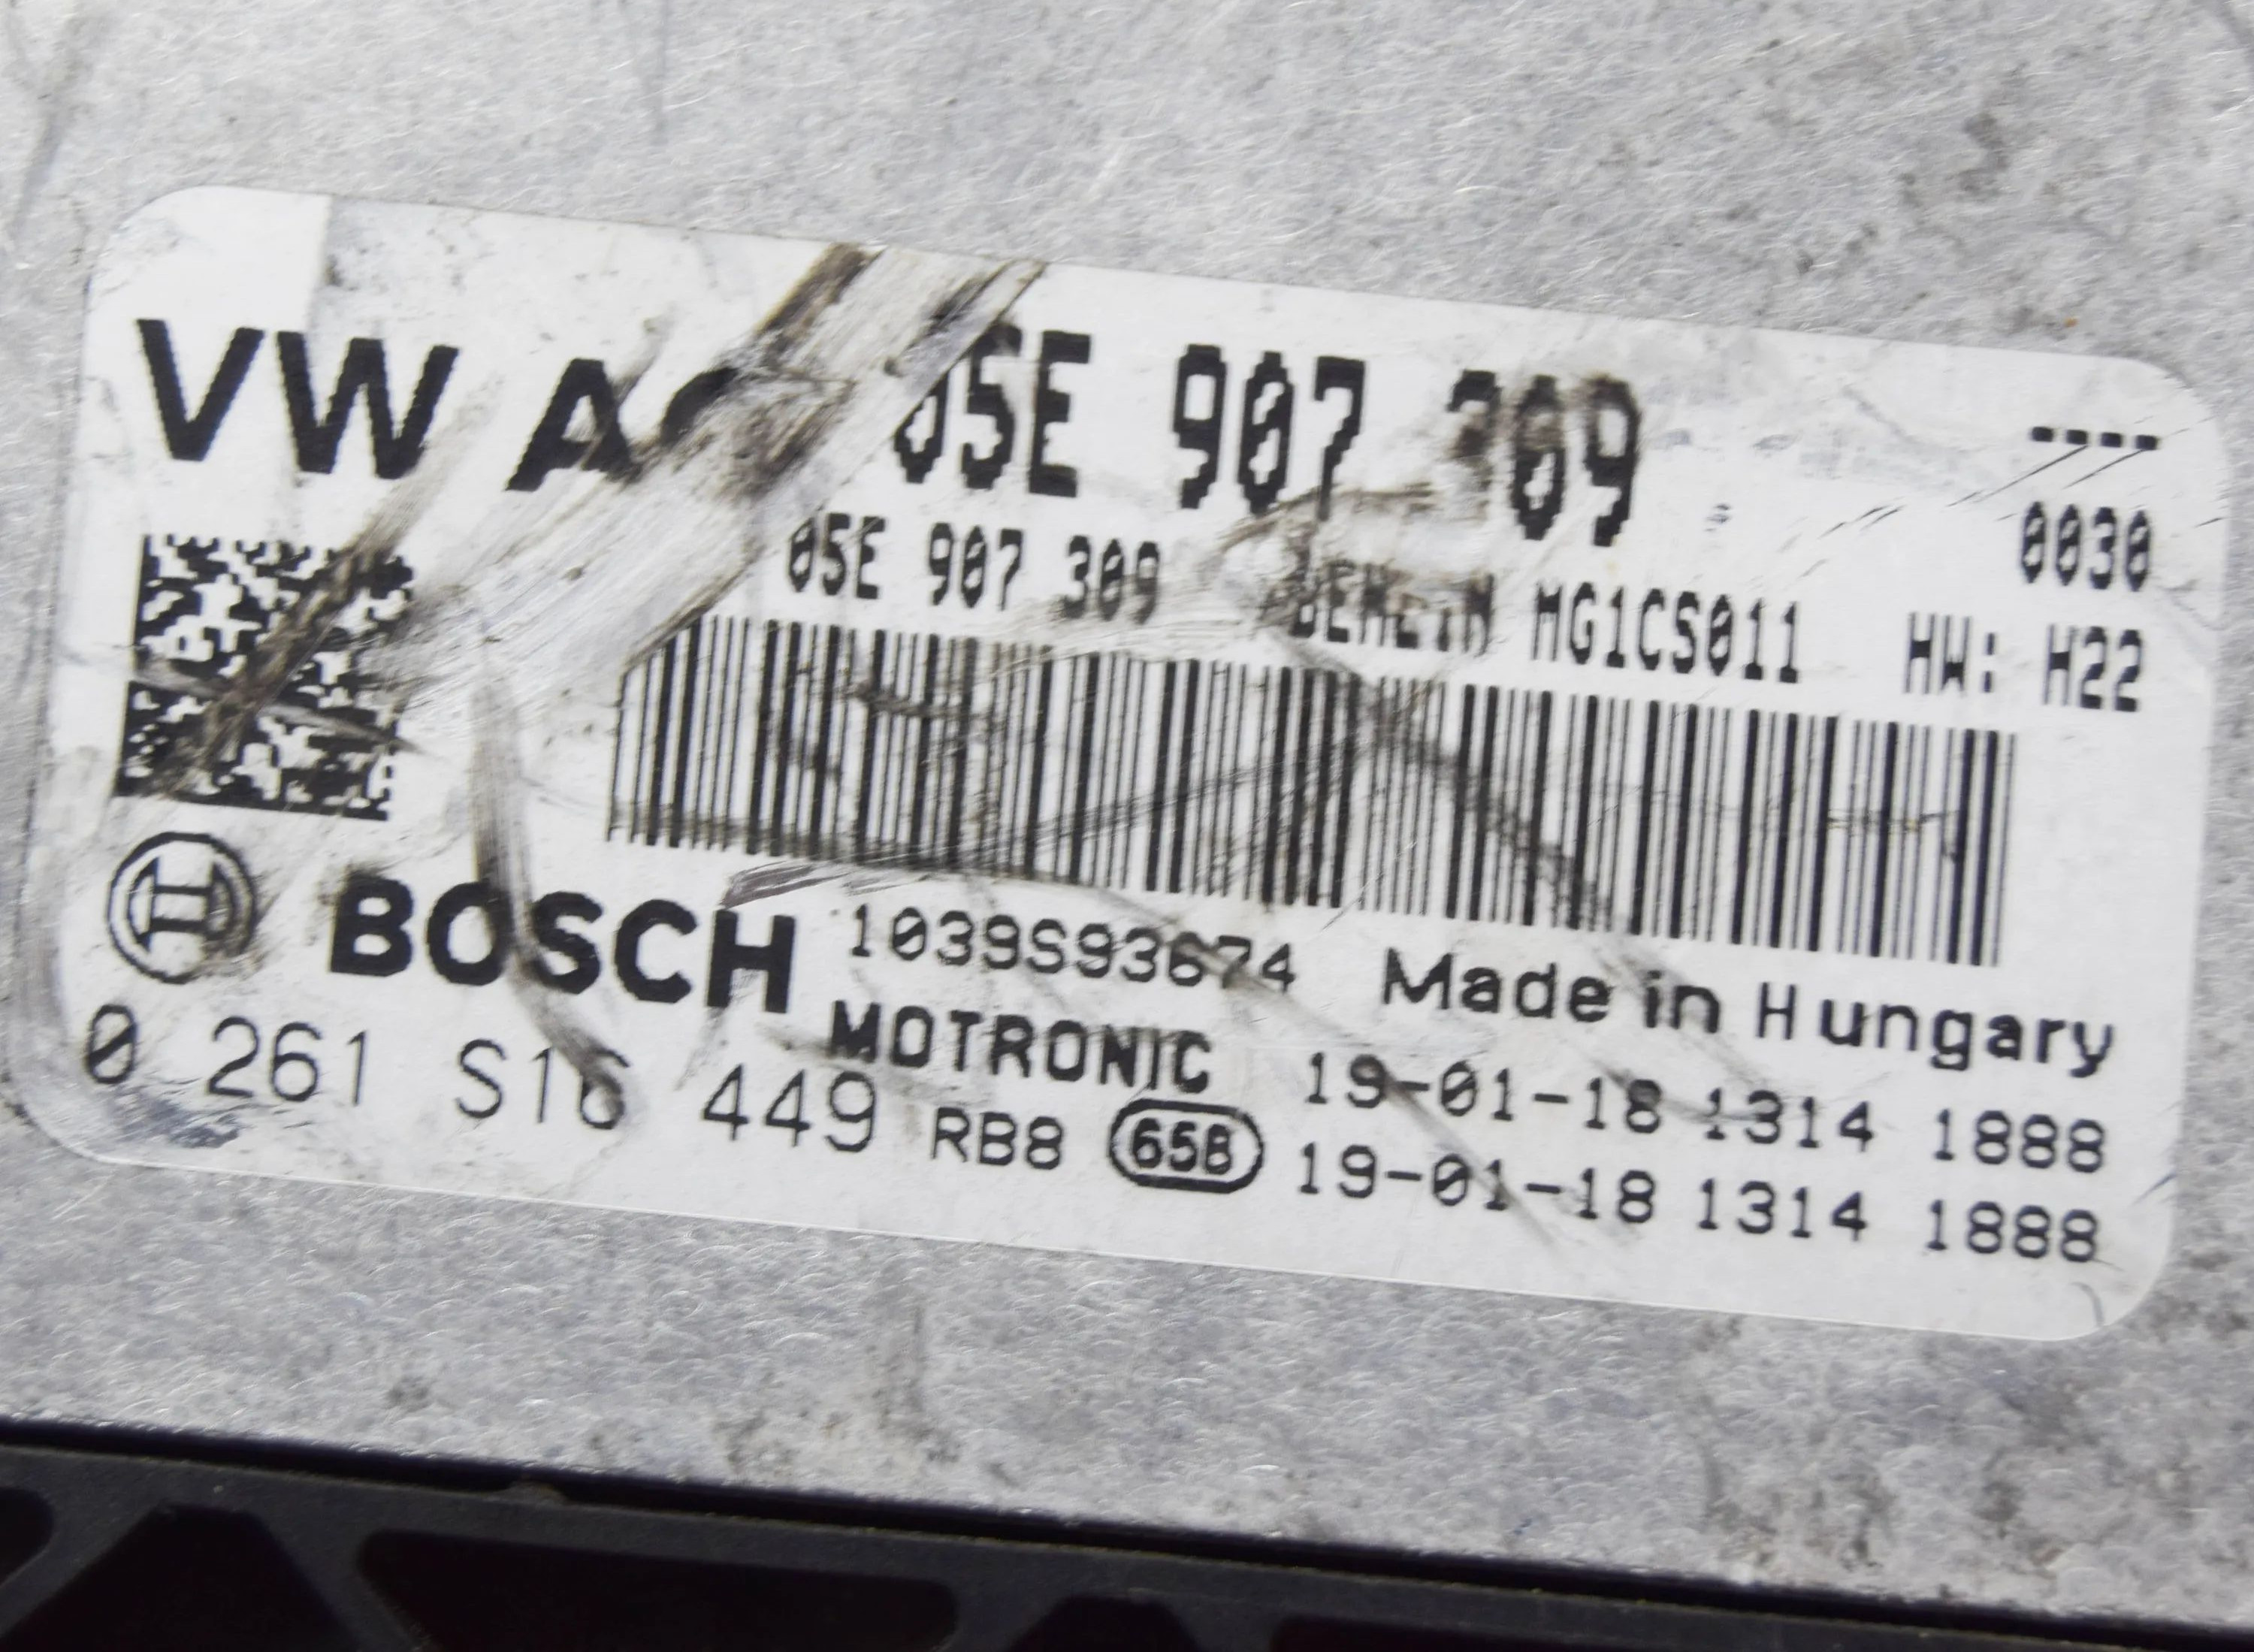 VW AG 05E 907 309 ----
0030
05E 907 309 MG1CS011 HW: H22
BOSCH 1039S93674 Made in Hungary
MOTRONIC 19-01-18 1314 1888
0 261 S16 449 RB8 65B 19-01-18 1314 1888